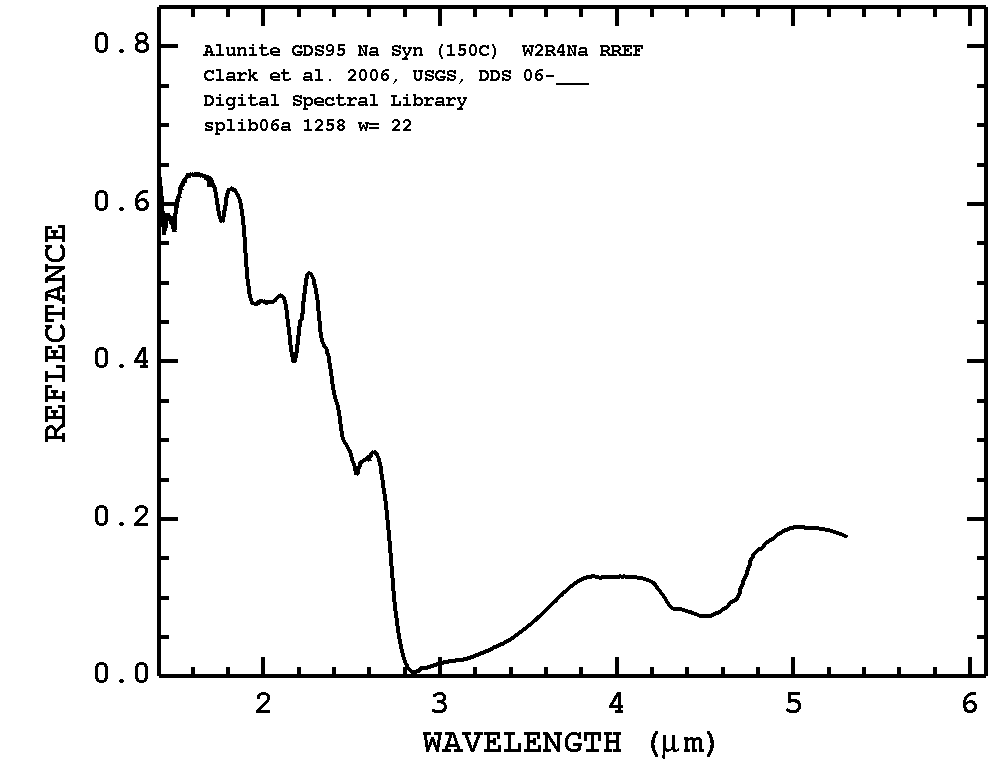 0.8
Alunite GDS95 Na Syn (150C)  W2R4Na RREF
Clark et al. 2006, USGS, DDS 06-___
Digital Spectral Library
splib06a 1258 w= 22
0.6
REFLECTANCE
0.4
0.2
0.0
2 3 4 5 6
WAVELENGTH (μm)